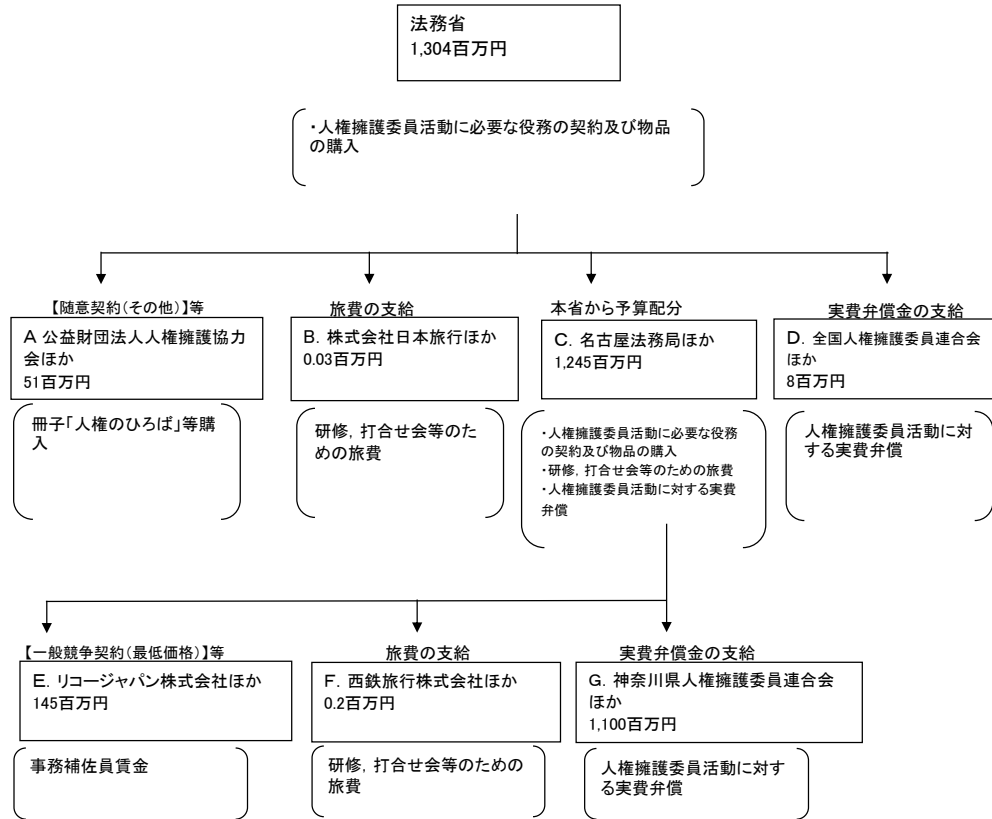 法務省
1,304百万円
・人権擁護委員活動に必要な役務の契約及び物品
の購入
【随意契約(その他)】等
A 公益財団法人人権擁護協力
会ほか
51百万円
冊子「人権のひろば」等購
入
旅費の支給
B. 株式会社日本旅行ほか
0.03百万円
研修, 打合せ会等のため
の旅費
本省から予算配分
C. 名古屋法務局ほか
1,245百万円
・人権擁護委員活動に必要な役務
の契約及び物品の購入
・研修, 打合せ会等のための旅費
・人権擁護委員活動に対する実費
弁償
実費弁償金の支給
D. 全国人権擁護委員連合会
ほか
8百万円
人権擁護委員活動に対
する実費弁償
【一般競争契約(最低価格)】等
E. リコージャパン株式会社ほか
145百万円
事務補佐員賃金
旅費の支給
F. 西鉄旅行株式会社ほか
0.2百万円
研修, 打合せ会等のための
旅費
実費弁償金の支給
G. 神奈川県人権擁護委員連合会
ほか
1,100百万円
人権擁護委員活動に対す
る実費弁償